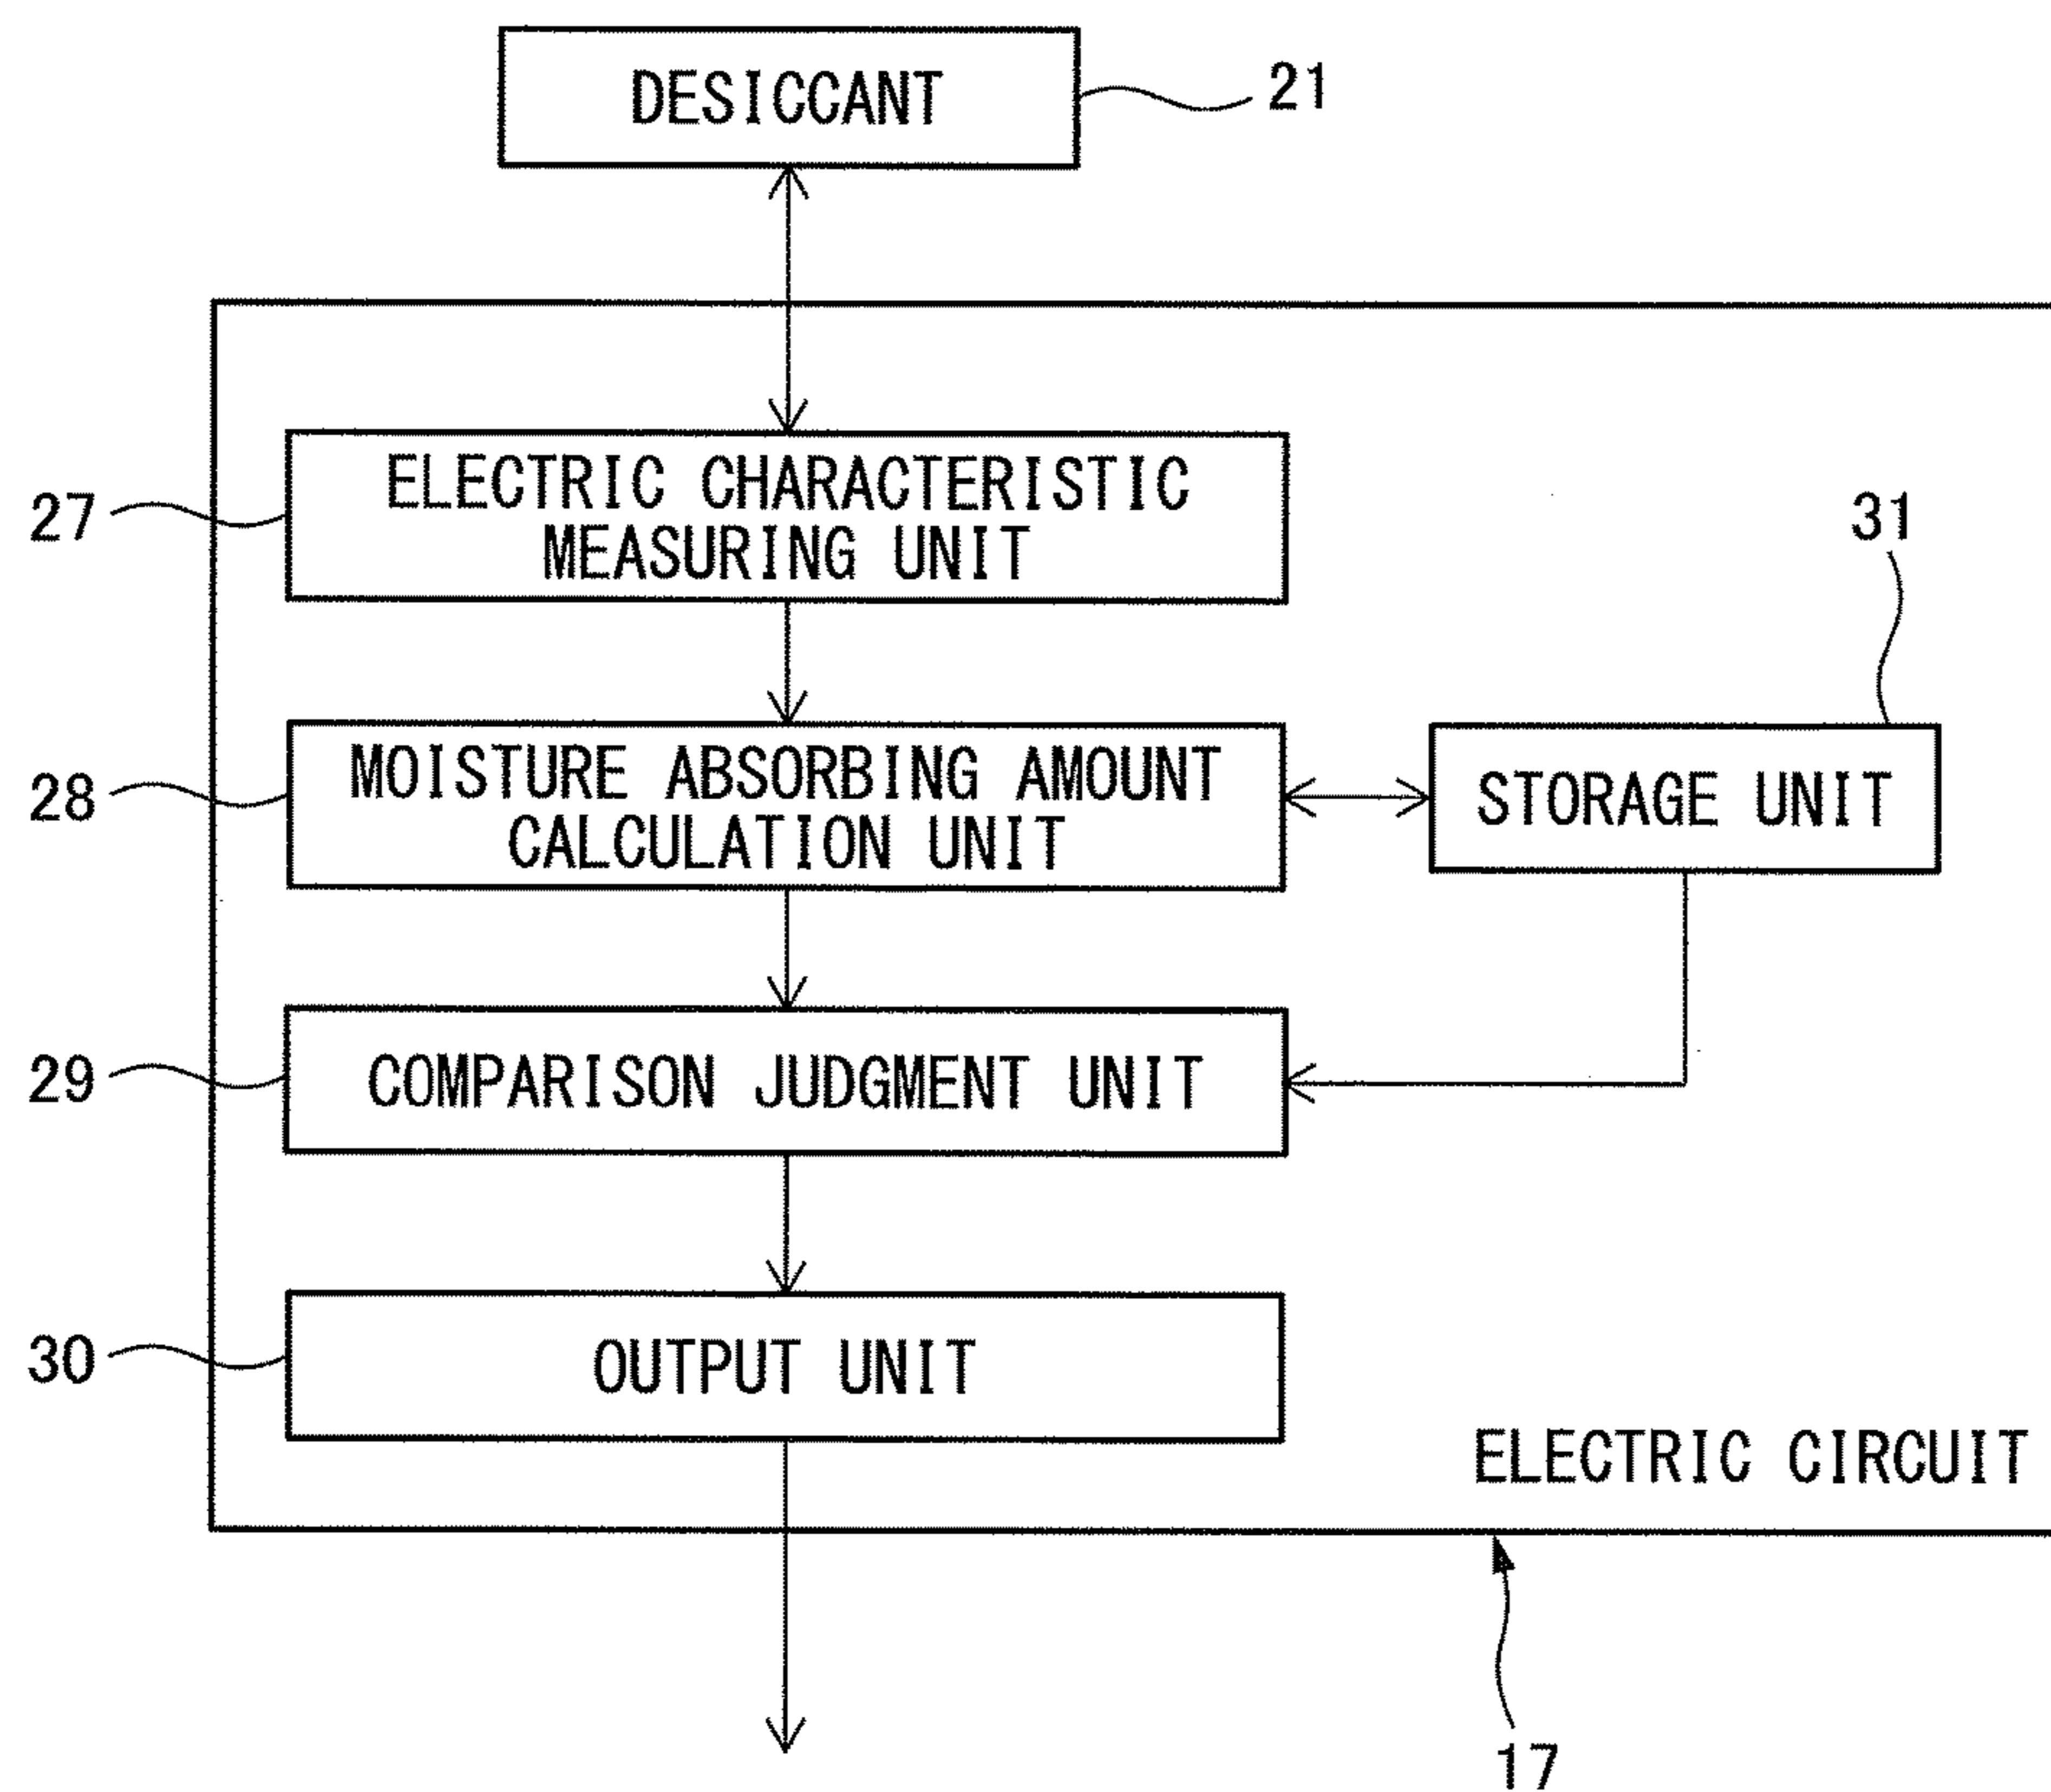 DESICCANT
21
ELECTRIC CHARACTERISTIC
MEASURING UNIT
27
31
MOISTURE ABSORBING AMOUNT
CALCULATION UNIT
28
STORAGE UNIT
COMPARISON JUDGMENT UNIT
29
OUTPUT UNIT
30
ELECTRIC CIRCUIT
17